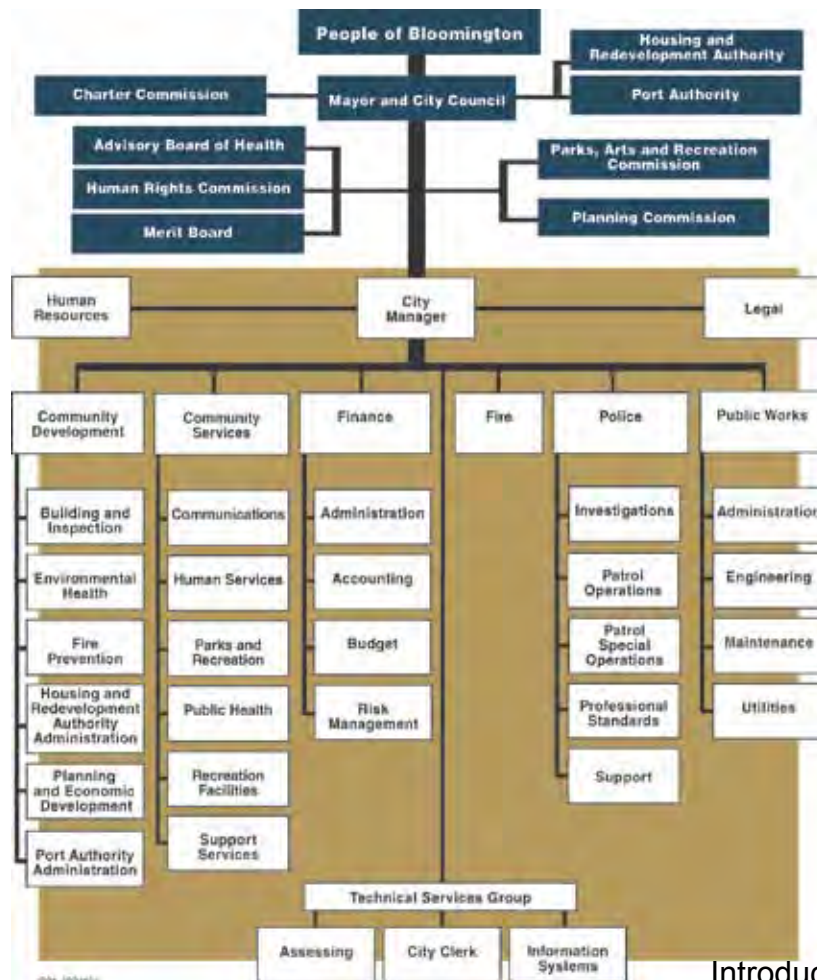 People of Bloomington
Housing and
Redevelopment Authority
Charter Commission
Mayor and City Council
Port Authority
Advisory Board of Health
Human Rights Commission
Merit Board
Parks, Arts and Recreation
Commission
Planning Commission
Human
Resources
City
Manager
Legal
Community
Development
Community
Services
Finance
Fire
Police
Public Works
Building and
Inspection
Environmental
Health
Fire
Prevention
Housing and
Redevelopment
Authority
Administration
Planning
and Economic
Development
Port Authority
Administration
Communications
Human Services
Parks and
Recreation
Public Health
Recreation
Facilities
Support
Services
Administration
Accounting
Budget
Risk
Management
Investigations
Patrol
Operations
Patrol
Special
Operations
Professional
Standards
Support
Administration
Engineering
Maintenance
Utilities
Technical Services Group
Assessing
City Clerk
Information
Systems
Introduc